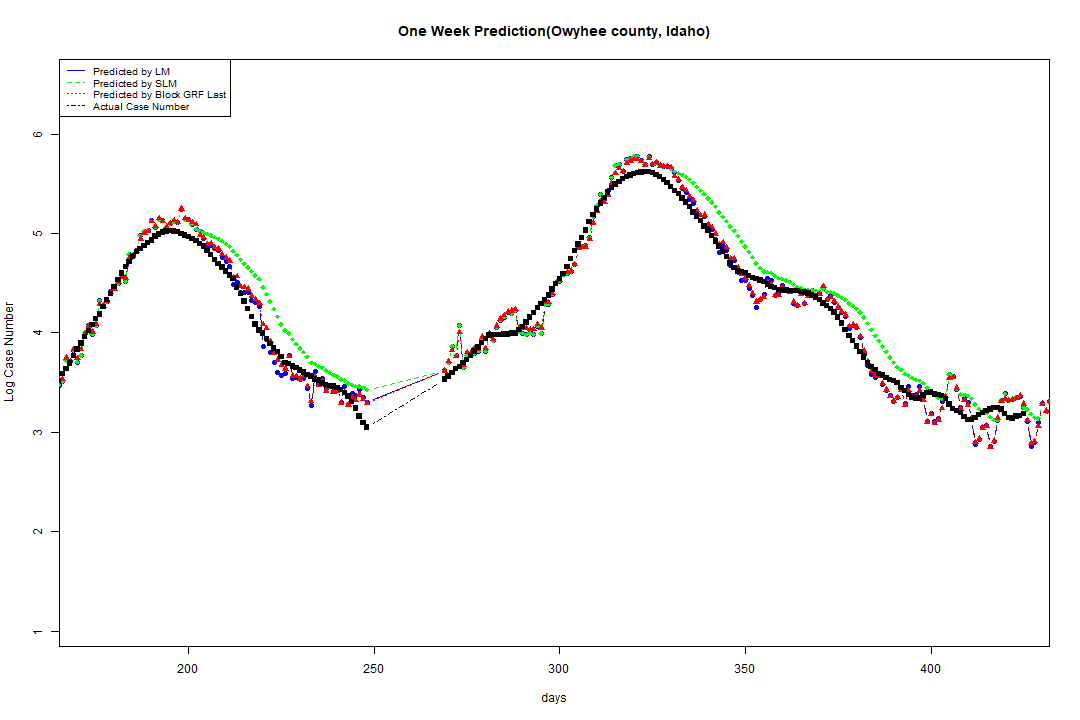 One Week Prediction(Owyhee county, Idaho)
Predicted by LM
Predicted by SLM
Predicted by Block GRF Last
Actual Case Number
6
5
4
3
2
1
Log Case Number
200 250 300 350 400
days